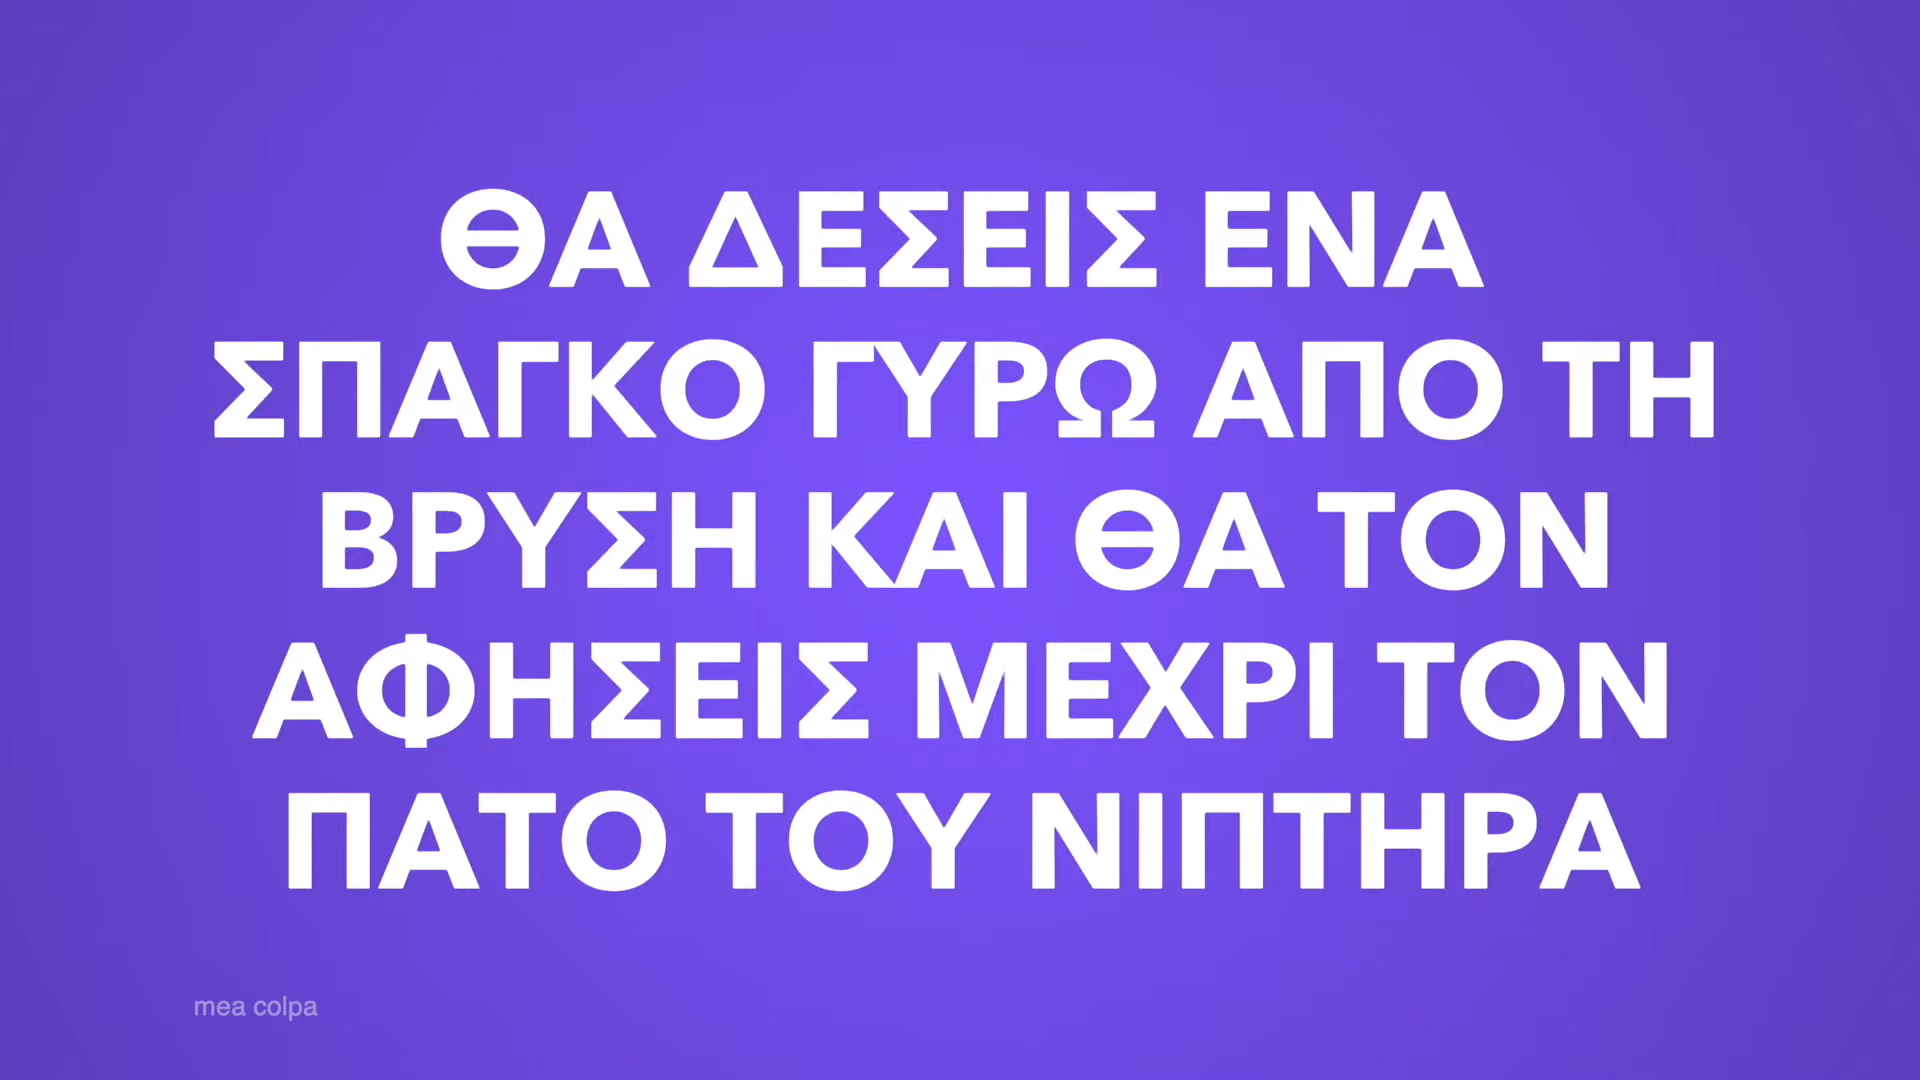 ΘΑ ΔΕΣΕΙΣ ΕΝΑ
ΣΠΑΓΚΟ ΓΥΡΩ ΑΠΟ ΤΗ
ΒΡΥΣΗ ΚΑΙ ΘΑ ΤΟΝ
ΑΦΗΣΕΙΣ ΜΕΧΡΙ ΤΟΝ
ΠΑΤΟ ΤΟΥ ΝΙΠΤΗΡΑ
mea colpa